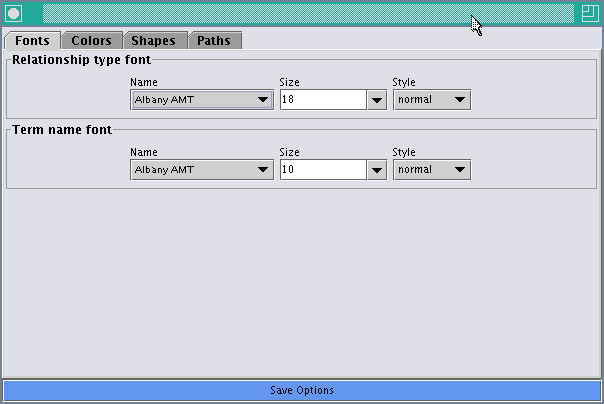 Fonts Colors Shapes Paths
Relationship type font
Name Size Style
Albany AMT 18 normal
Term name font
Name Size Style
Albany AMT 10 normal
Save Options